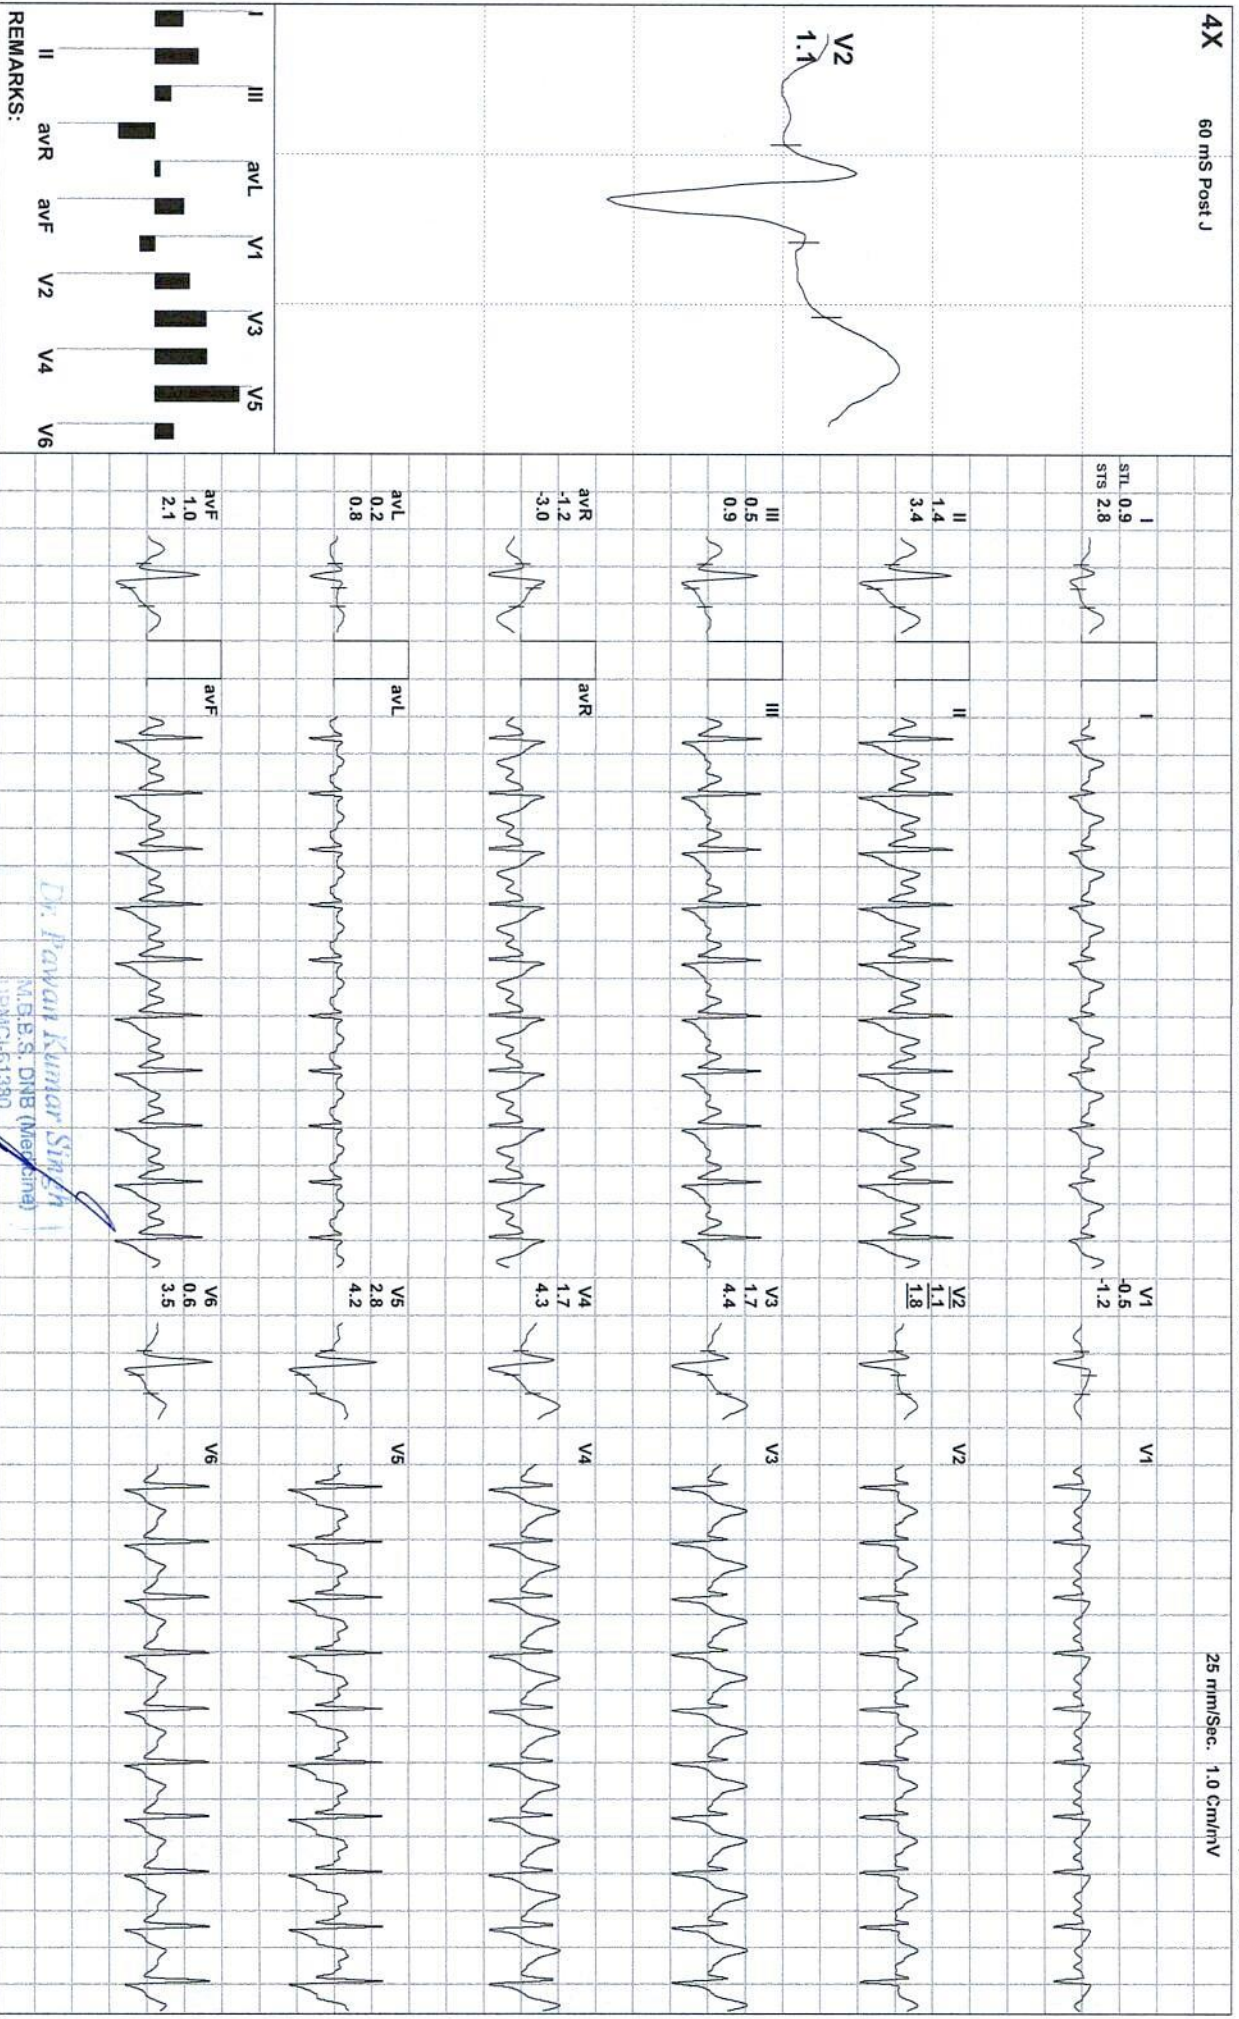 4X
60 mS Post J
25 mm/Sec. 1.0 Cm/mV
V2
1.1
I
STL 0.9
STS 2.8
I
V1
-0.5
-1.2
V1
II
1.4
3.4
II
V2
1.1
1.8
V2
III
0.5
0.9
III
V3
1.7
4.4
V3
avR
-1.2
-3.0
avR
V4
1.7
4.3
V4
avL
0.2
0.8
avL
V5
2.8
4.2
V5
avF
1.0
2.1
avF
V6
0.6
3.5
V6
I III avL V1 V3 V5
II avR avF V2 V4 V6
REMARKS:
Dr. Pawan Kumar Singh
M.B.B.S. DNB (Medicine)